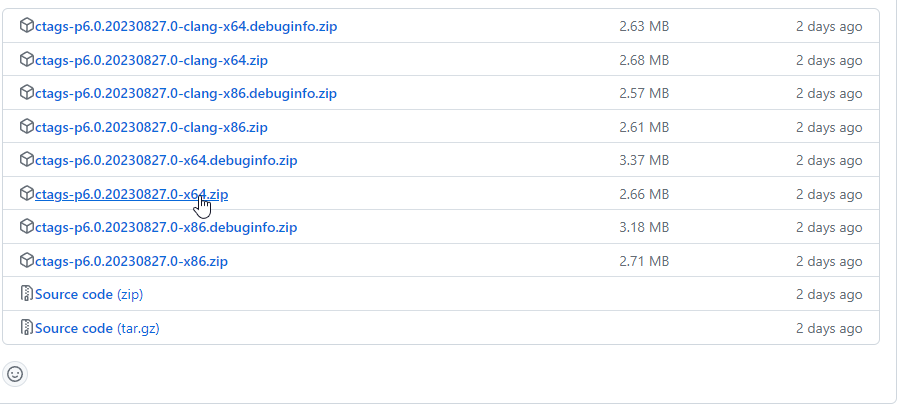 ctags-p6.0.20230827.0-clang-x64.debuginfo.zip 2.63 MB 2 days ago
ctags-p6.0.20230827.0-clang-x64.zip 2.68 MB 2 days ago
ctags-p6.0.20230827.0-clang-x86.debuginfo.zip 2.57 MB 2 days ago
ctags-p6.0.20230827.0-clang-x86.zip 2.61 MB 2 days ago
ctags-p6.0.20230827.0-x64.debuginfo.zip 3.37 MB 2 days ago
ctags-p6.0.20230827.0-x64.zip 2.66 MB 2 days ago
ctags-p6.0.20230827.0-x86.debuginfo.zip 3.18 MB 2 days ago
ctags-p6.0.20230827.0-x86.zip 2.71 MB 2 days ago
Source code (zip) 2 days ago
Source code (tar.gz) 2 days ago